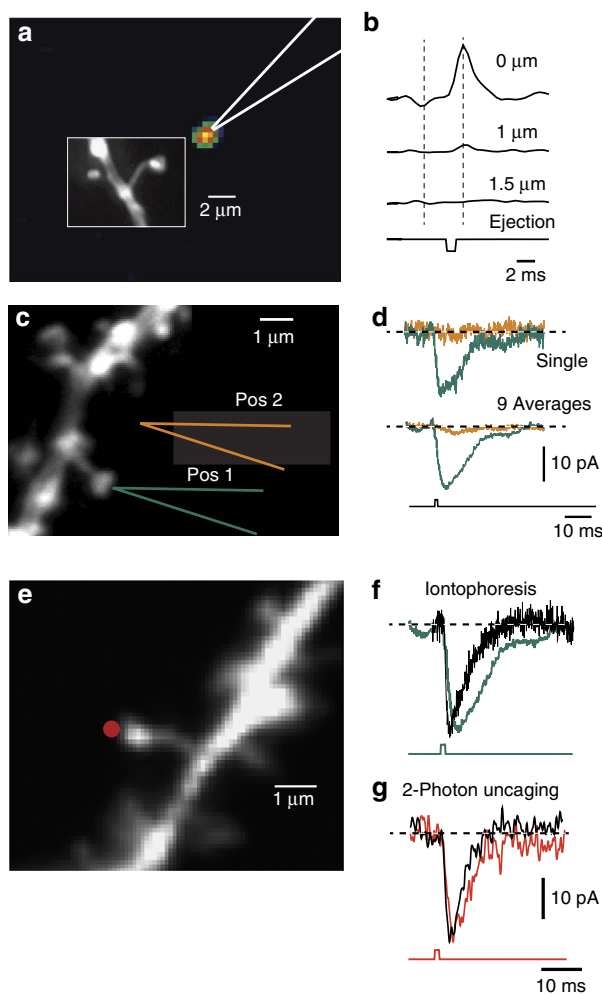 a
2 μm
b
0 μm
1 μm
1.5 μm
Ejection
2 ms
c
1 μm
Pos 2
Pos 1
d
Single
9 Averages
10 pA
10 ms
e
1 μm
f
Iontophoresis
g
2-Photon uncaging
10 pA
10 ms